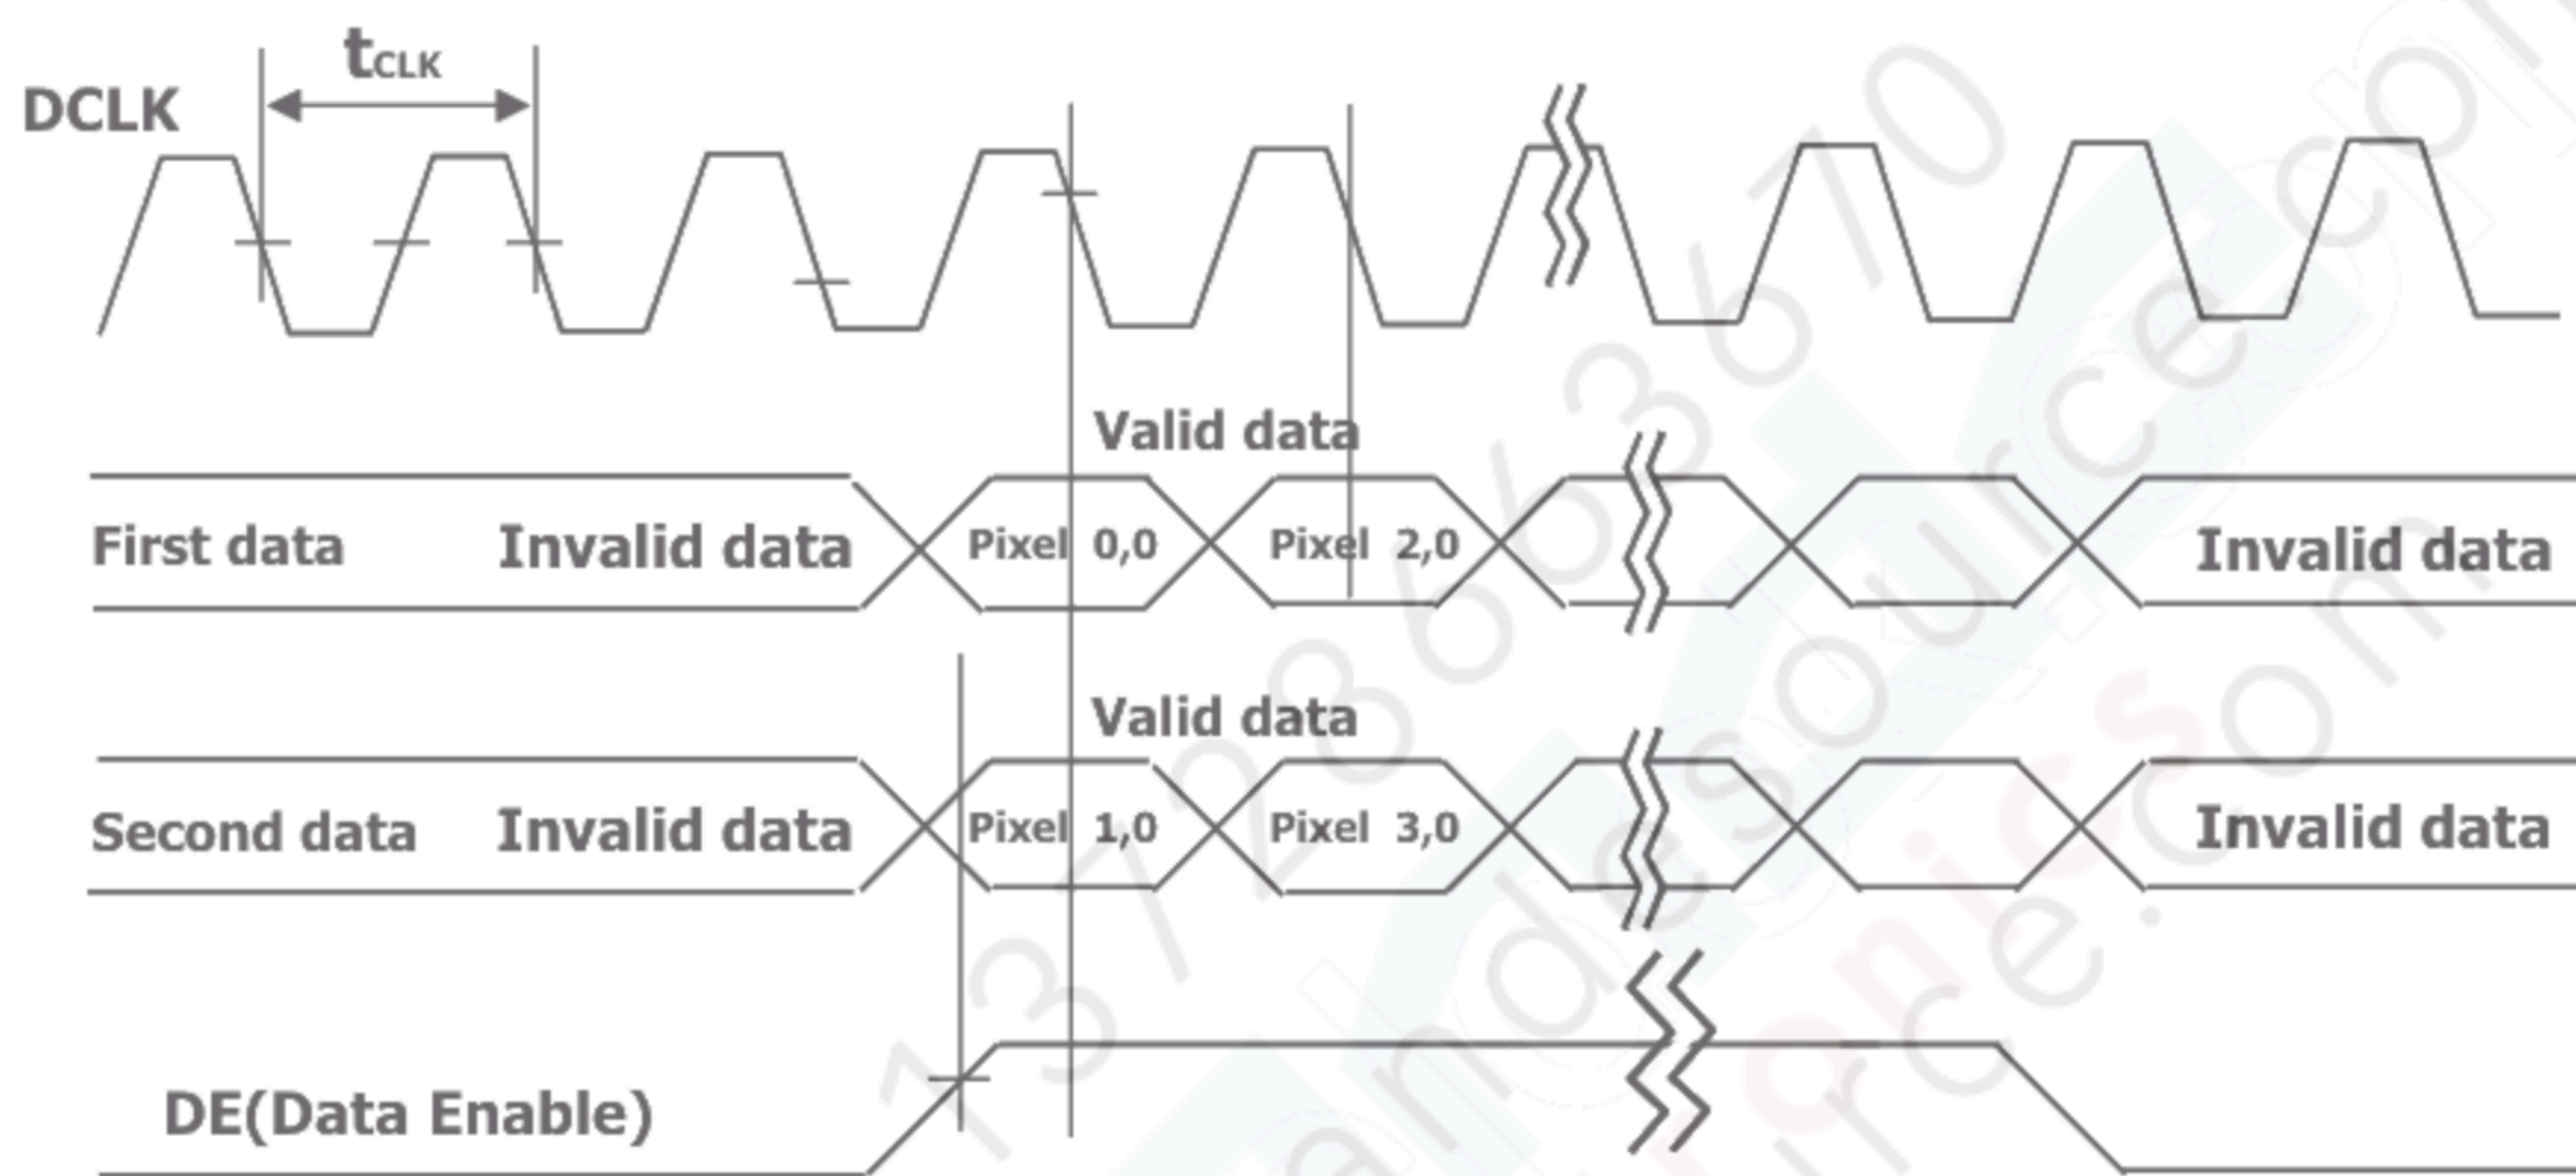 tCLK
DCLK
Valid data
First data Invalid data Pixel 0,0 Pixel 2,0 Invalid data
Valid data
Second data Invalid data Pixel 1,0 Pixel 3,0 Invalid data
DE(Data Enable)